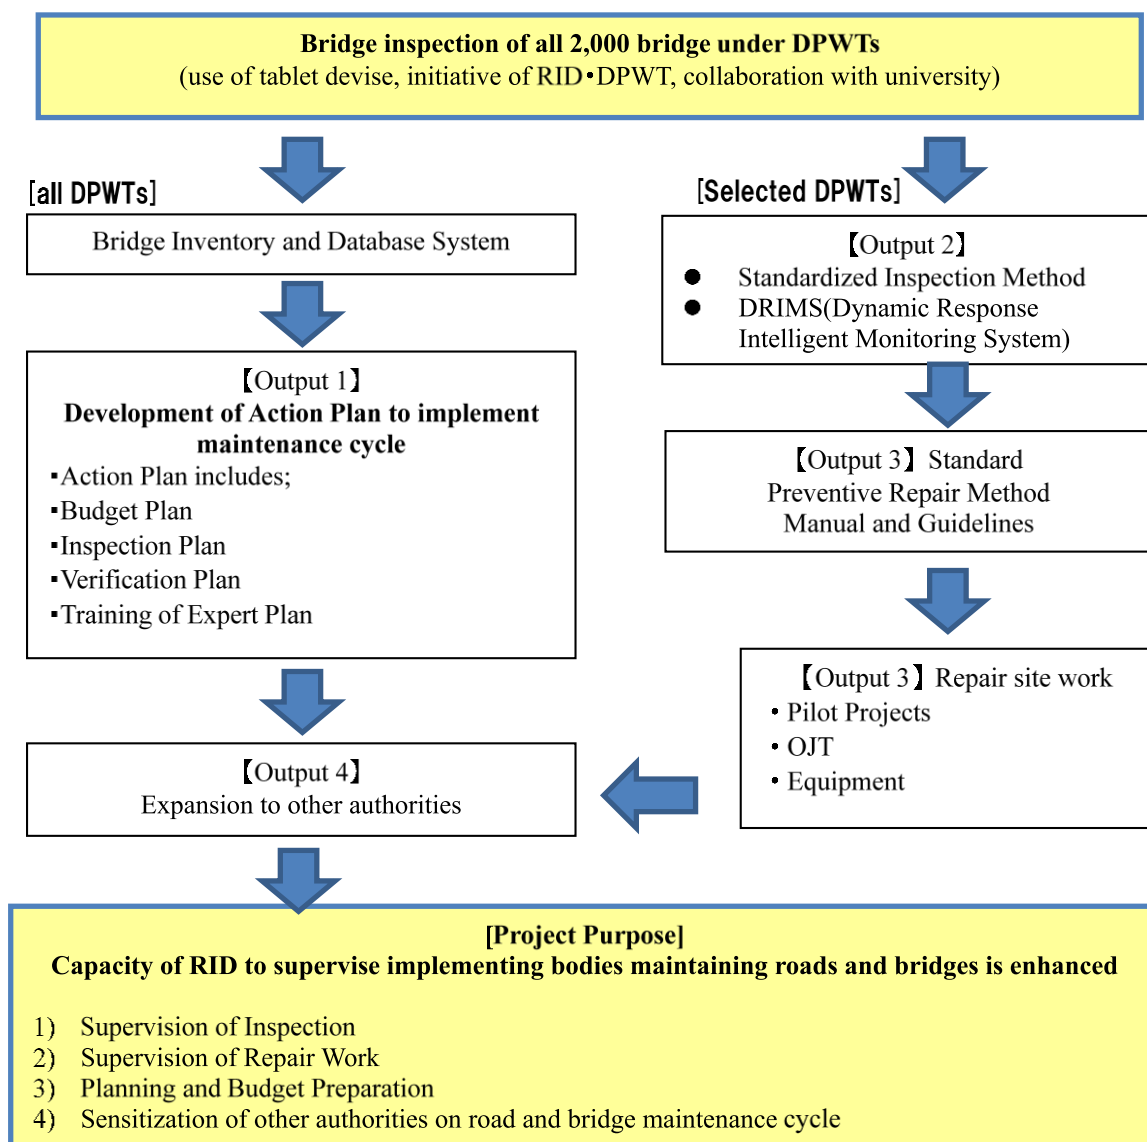 Bridge inspection of all 2,000 bridge under DPWTs
(use of tablet devise, initiative of RID・DPWT, collaboration with university)
[all DPWTs]
Bridge Inventory and Database System
【Output 1】
Development of Action Plan to implement
maintenance cycle
・Action Plan includes;
・Budget Plan
・Inspection Plan
・Verification Plan
・Training of Expert Plan
[Selected DPWTs]
【Output 2】
● Standardized Inspection Method
● DRIMS(Dynamic Response
Intelligent Monitoring System)
【Output 3】Standard
Preventive Repair Method
Manual and Guidelines
【Output 3】Repair site work
・Pilot Projects
・OJT
・Equipment
【Output 4】
Expansion to other authorities
[Project Purpose]
Capacity of RID to supervise implementing bodies maintaining roads and bridges is enhanced
1) Supervision of Inspection
2) Supervision of Repair Work
3) Planning and Budget Preparation
4) Sensitization of other authorities on road and bridge maintenance cycle